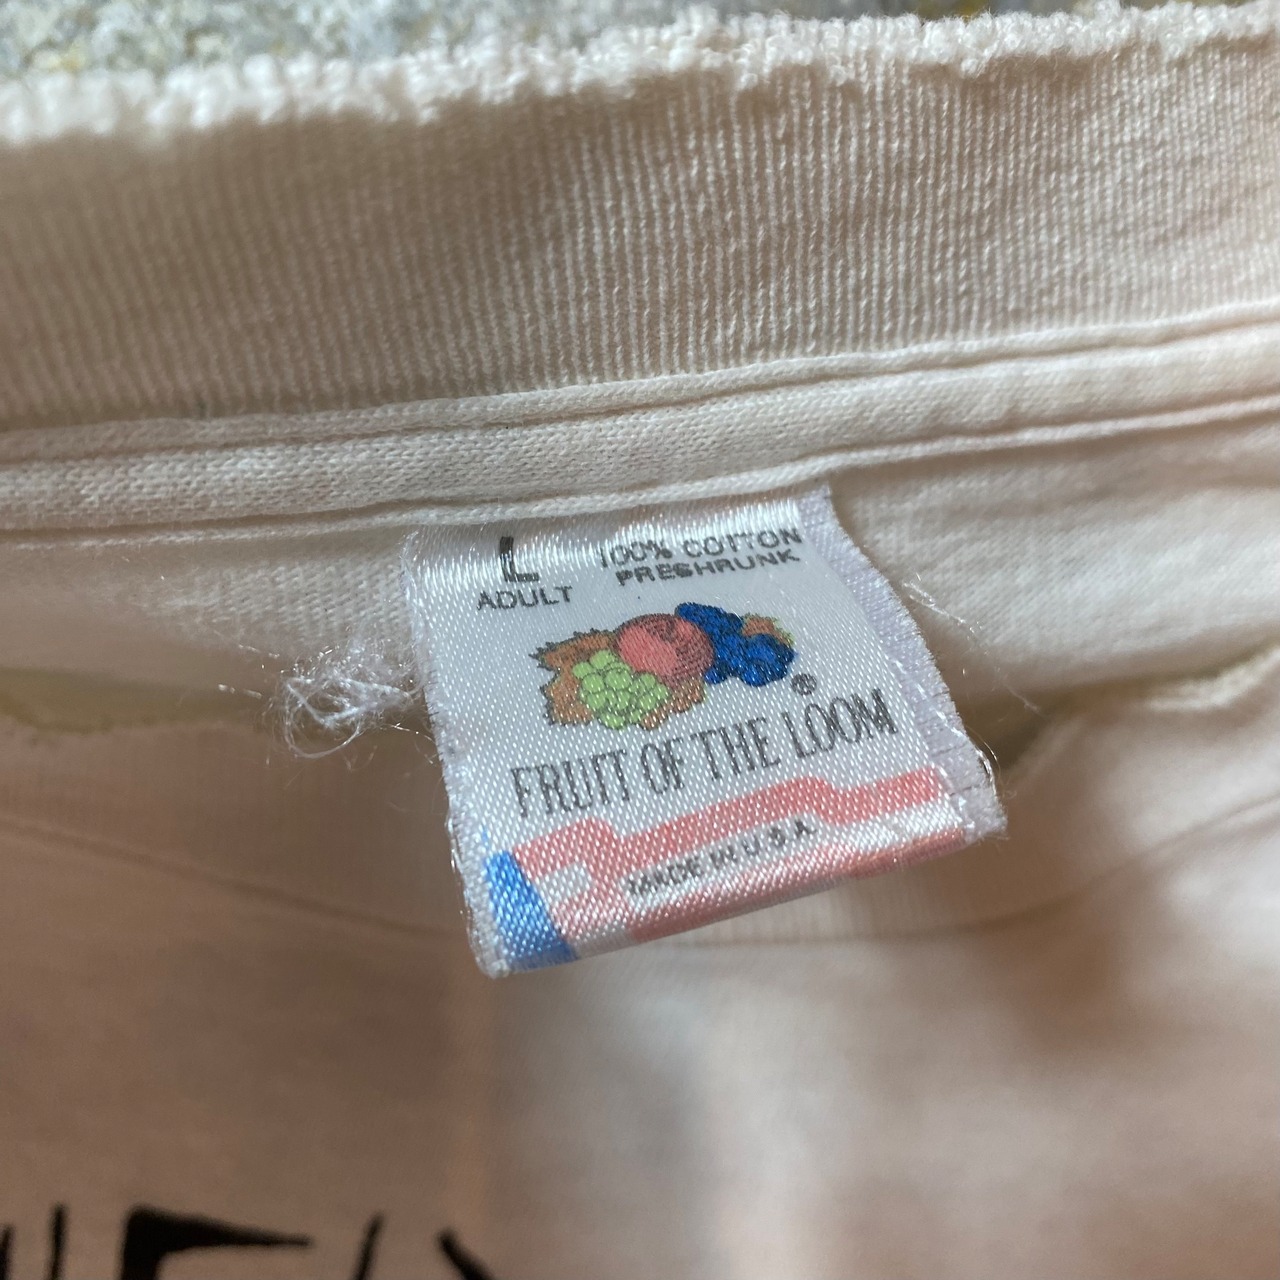 L 100% COTTON
ADULT PRESHRUNK
®
FRUIT OF THE LOOM
MADE IN U.S.A.